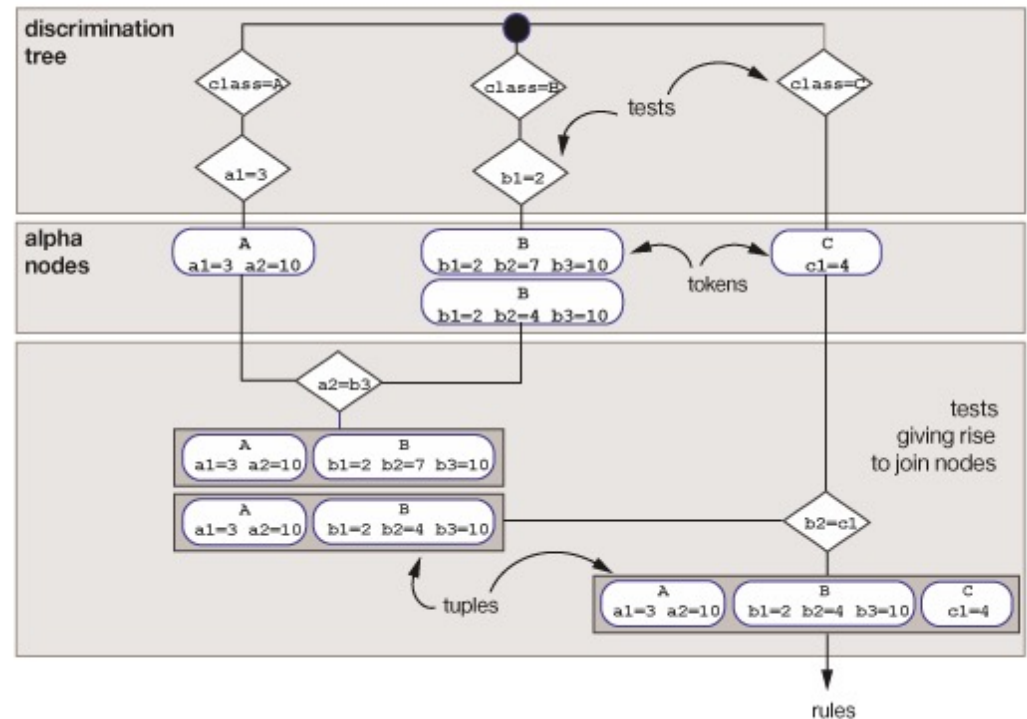 discrimination
tree
class=A
class=B
class=C
tests
a1=3
b1=2
alpha
nodes
A
a1=3 a2=10
B
b1=2 b2=7 b3=10
C
c1=4
tokens
B
b1=2 b2=4 b3=10
a2=b3
tests
giving rise
to join nodes
A
a1=3 a2=10
B
b1=2 b2=7 b3=10
A
a1=3 a2=10
B
b1=2 b2=4 b3=10
b2=c1
tuples
A
a1=3 a2=10
B
b1=2 b2=4 b3=10
C
c1=4
rules